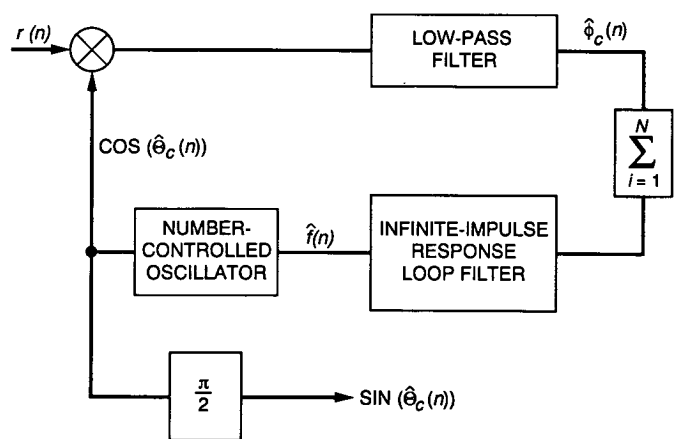 r (n)
LOW-PASS
FILTER
ϕ̂c(n)
COS (Θ̂c(n))
N
∑
i = 1
NUMBER-
CONTROLLED
OSCILLATOR
f̂(n)
INFINITE-IMPULSE
RESPONSE
LOOP FILTER
π
2
SIN (Θ̂c(n))